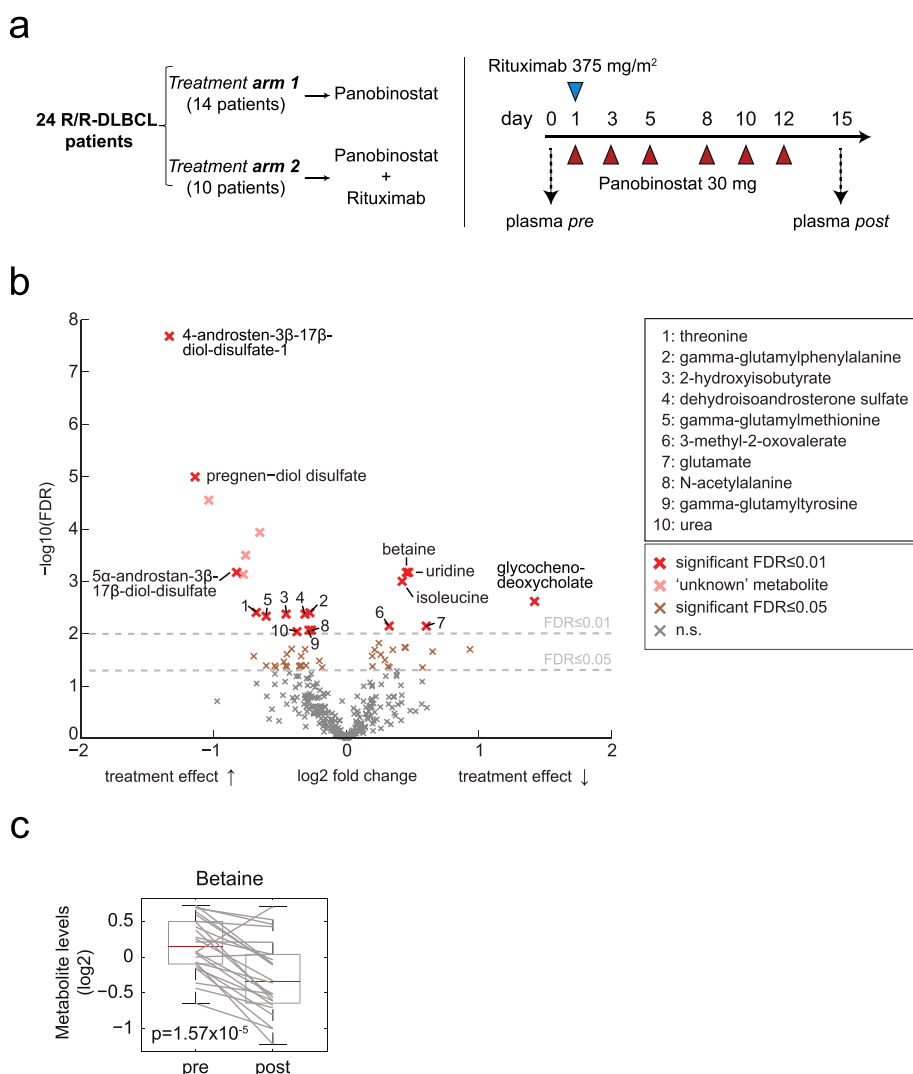 a
24 R/R-DLBCL
patients
Treatment arm 1
(14 patients)
Panobinostat
Treatment arm 2
(10 patients)
Panobinostat
+
Rituximab
Rituximab 375 mg/m²
day 0 1 3 5 8 10 12 15
Panobinostat 30 mg
plasma pre
plasma post
b
−log10(FDR)
8
7
6
5
4
3
2
1
0
4-androsten-3β-17β-
diol-disulfate-1
pregnen−diol disulfate
5α-androstan-3β-
17β-diol-disulfate
betaine
uridine
isoleucine
glycocheno-
deoxycholate
1
5
3
4
2
10
8
9
6
7
FDR≤0.01
FDR≤0.05
−2 −1 0 1 2
treatment effect ↑
log2 fold change
treatment effect ↓
1: threonine
2: gamma-glutamylphenylalanine
3: 2-hydroxyisobutyrate
4: dehydroisoandrosterone sulfate
5: gamma-glutamylmethionine
6: 3-methyl-2-oxovalerate
7: glutamate
8: N-acetylalanine
9: gamma-glutamyltyrosine
10: urea
significant FDR≤0.01
‘unknown’ metabolite
significant FDR≤0.05
n.s.
c
Betaine
Metabolite levels
(log2)
0.5
0
−0.5
−1
p=1.57x10⁻⁵
pre post